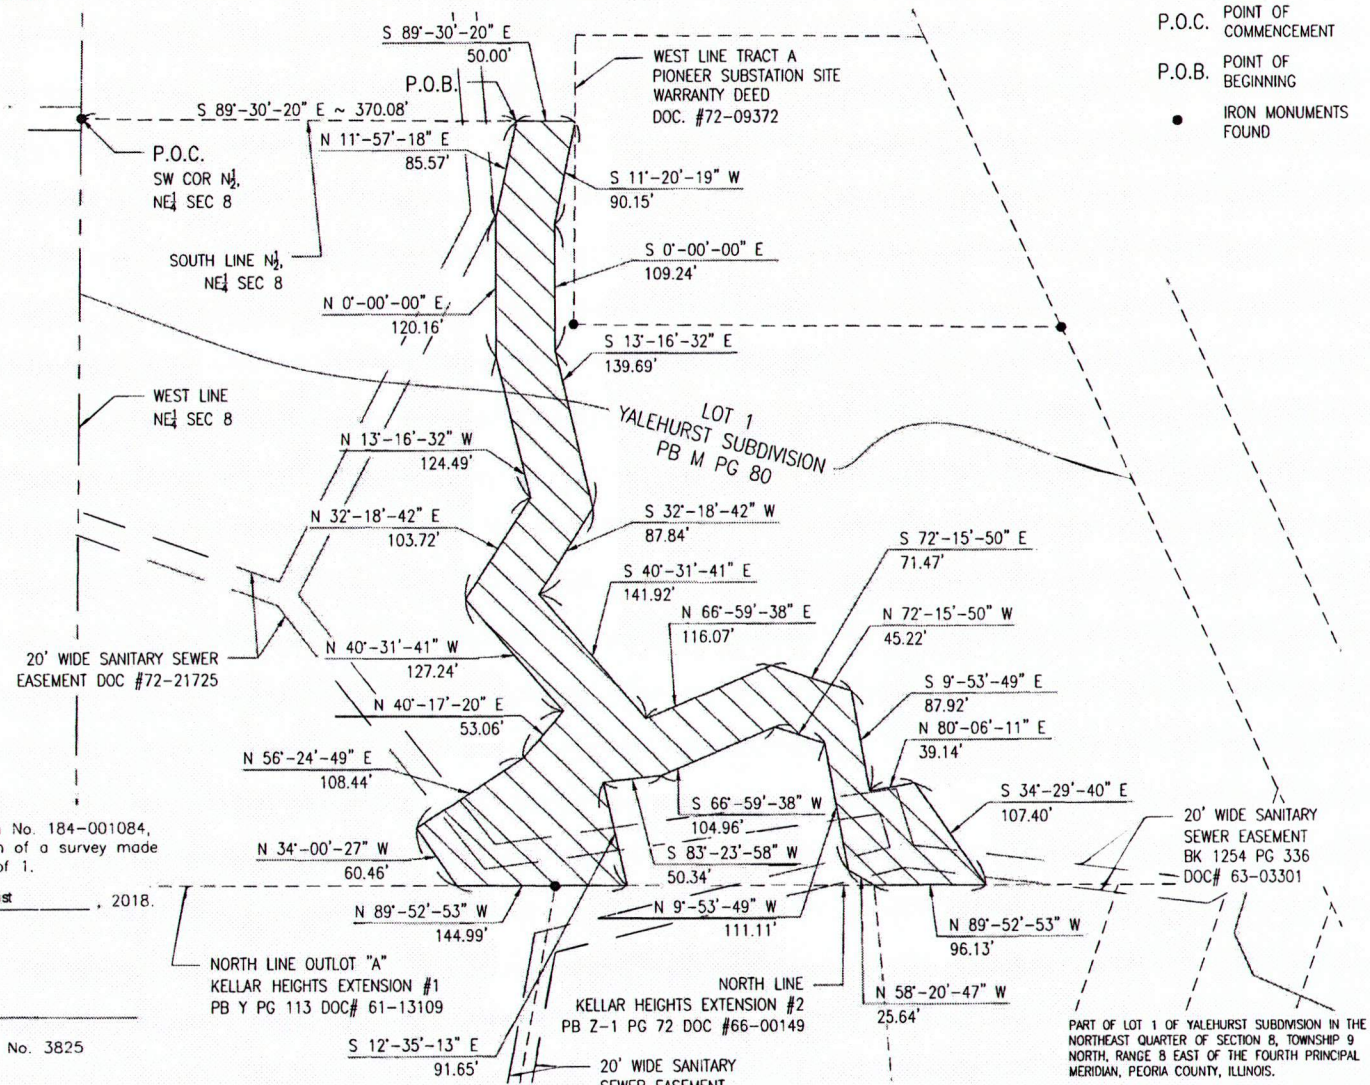 S 89°-30'-20" E
50.00'
P.O.B.
WEST LINE TRACT A
PIONEER SUBSTATION SITE
WARRANTY DEED
DOC. #72-09372
P.O.C. POINT OF
COMMENCEMENT
P.O.B. POINT OF
BEGINNING
IRON MONUMENTS
FOUND
S 89°-30'-20" E ~ 370.08'
P.O.C.
SW COR N½,
NE¼ SEC 8
N 11°-57'-18" E
85.57'
S 11°-20'-19" W
90.15'
SOUTH LINE N½,
NE¼ SEC 8
S 0°-00'-00" E
109.24'
N 0°-00'-00" E
120.16'
S 13°-16'-32" E
139.69'
WEST LINE
NE¼ SEC 8
LOT 1
YALEHURST SUBDIVISION
PB M PG 80
N 13°-16'-32" W
124.49'
N 32°-18'-42" E
103.72'
S 32°-18'-42" W
87.84'
S 72°-15'-50" E
71.47'
S 40°-31'-41" E
141.92'
N 66°-59'-38" E
116.07'
N 72°-15'-50" W
45.22'
20' WIDE SANITARY SEWER
EASEMENT DOC #72-21725
N 40°-31'-41" W
127.24'
S 9°-53'-49" E
87.92'
N 40°-17'-20" E
53.06'
N 80°-06'-11" E
39.14'
N 56°-24'-49" E
108.44'
S 34°-29'-40" E
107.40'
S 66°-59'-38" W
104.96'
20' WIDE SANITARY
SEWER EASEMENT
BK 1254 PG 336
DOC# 63-03301
No. 184-001084,
of a survey made
of 1.
, 2018.
N 34°-00'-27" W
60.46'
S 83°-23'-58" W
50.34'
N 89°-52'-53" W
144.99'
N 9°-53'-49" W
111.11'
N 89°-52'-53" W
96.13'
NORTH LINE OUTLOT "A"
KELLAR HEIGHTS EXTENSION #1
PB Y PG 113 DOC# 61-13109
NORTH LINE
KELLAR HEIGHTS EXTENSION #2
PB Z-1 PG 72 DOC #66-00149
N 58°-20'-47" W
25.64'
No. 3825
S 12°-35'-13" E
91.65'
20' WIDE SANITARY
SEWER EASEMENT
PART OF LOT 1 OF YALEHURST SUBDIVISION IN THE
NORTHEAST QUARTER OF SECTION 8, TOWNSHIP 9
NORTH, RANGE 8 EAST OF THE FOURTH PRINCIPAL
MERIDIAN, PEORIA COUNTY, ILLINOIS.